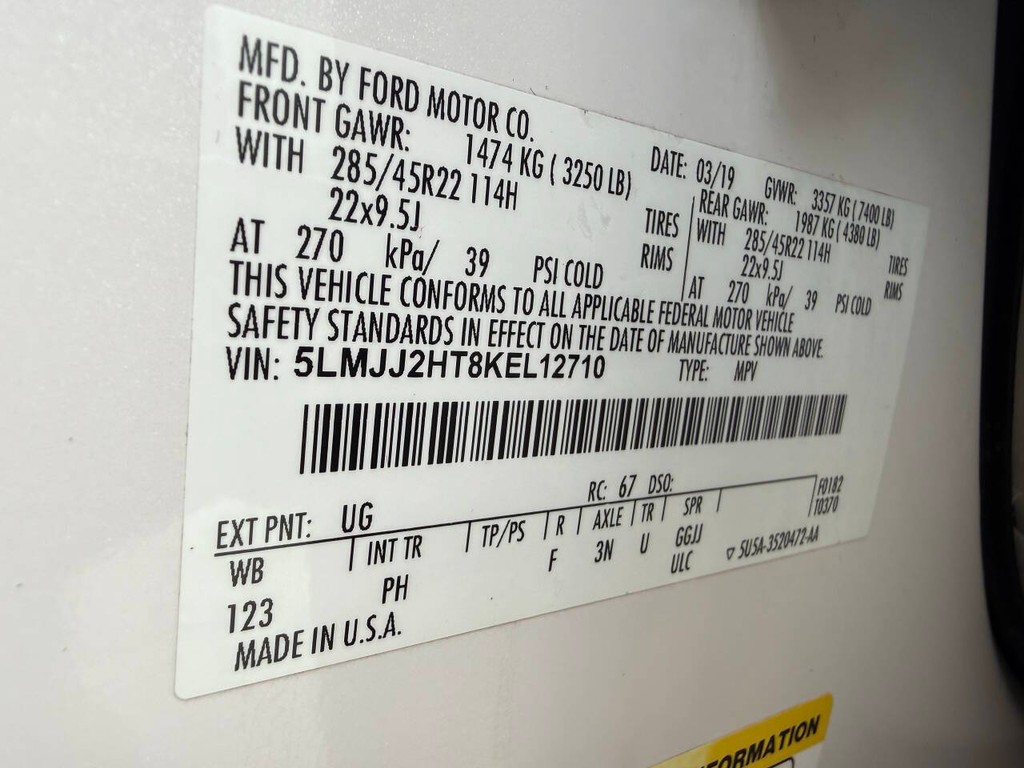 MFD. BY FORD MOTOR CO.
DATE: 03/19 GVWR: 3357 KG ( 7400 LB)
FRONT GAWR: 1474 KG ( 3250 LB)
WITH 285/45R22 114H TIRES
22x9.5J RIMS
AT 270 kPa/ 39 PSI COLD
REAR GAWR: 1987 KG ( 4380 LB)
WITH 285/45R22 114H TIRES
22x9.5J RIMS
AT 270 kPa/ 39 PSI COLD
THIS VEHICLE CONFORMS TO ALL APPLICABLE FEDERAL MOTOR VEHICLE
SAFETY STANDARDS IN EFFECT ON THE DATE OF MANUFACTURE SHOWN ABOVE.
VIN: 5LMJJ2HT8KEL12710 TYPE: MPV
EXT PNT: UG RC: 67 DSO: F0182
T0370
WB INT TR TP/PS R AXLE TR SPR
123 PH F 3N U GGJJ
ULC
▽ 5U5A-3520472-AA
MADE IN U.S.A.
FORMATION